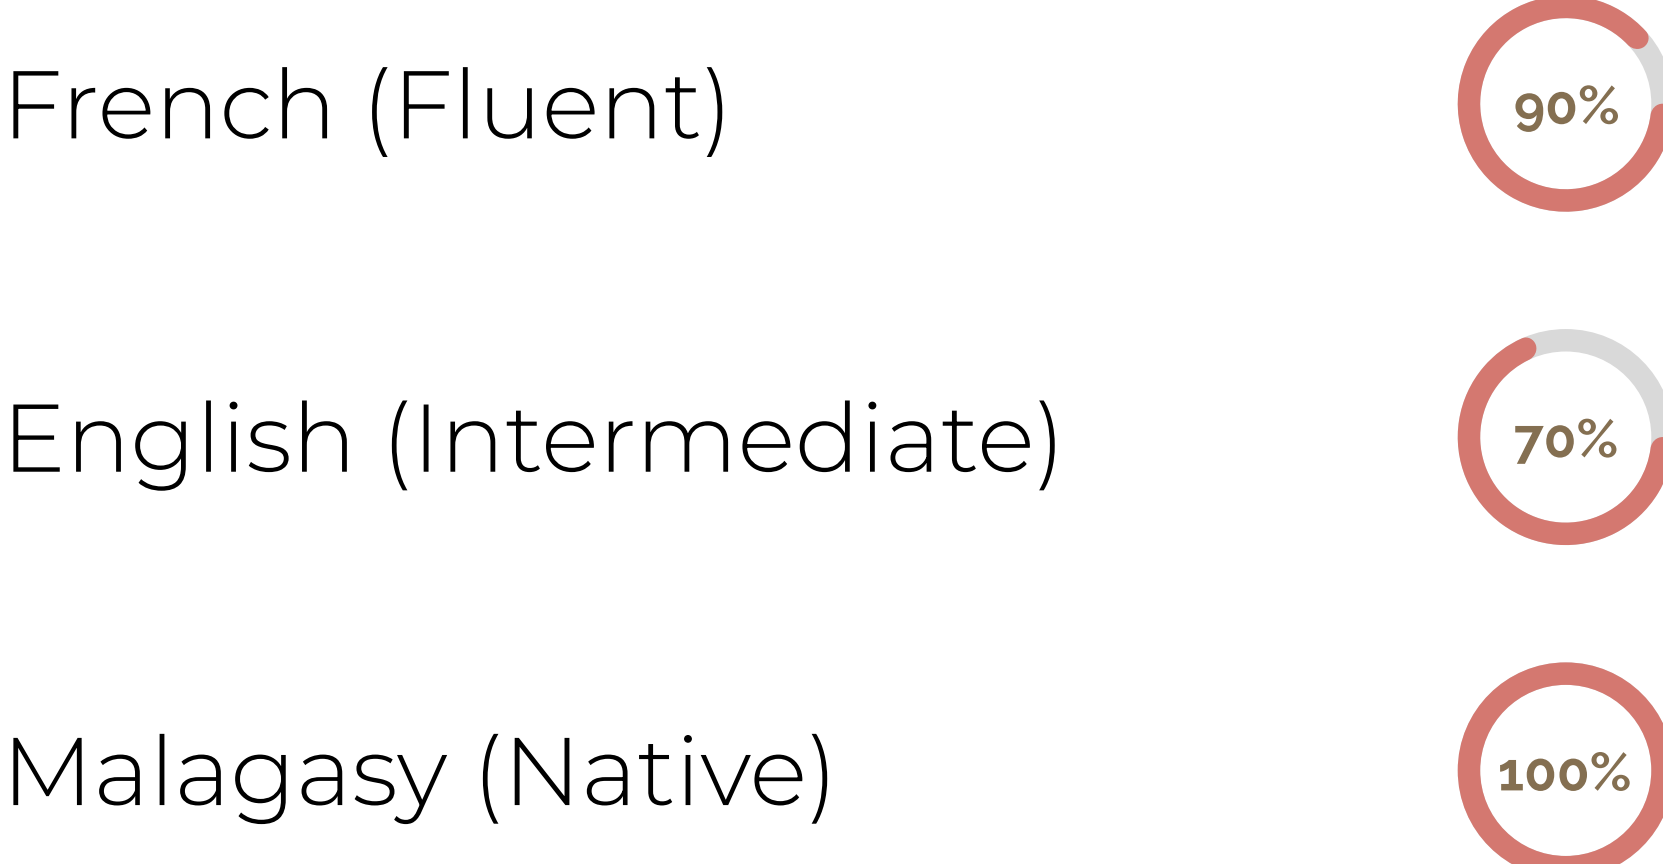 French (Fluent) 90%
English (Intermediate) 70%
Malagasy (Native) 100%